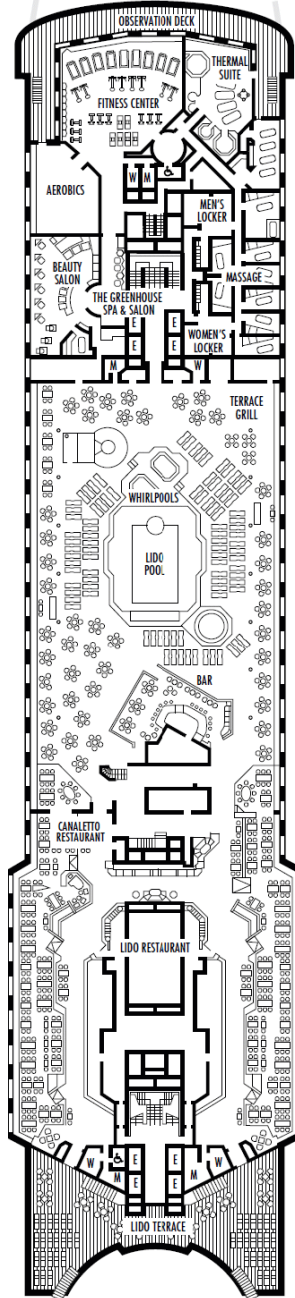 OBSERVATION DECK
THERMAL
SUITE
FITNESS CENTER
W M
AEROBICS
MEN'S
LOCKER
BEAUTY
SALON
MASSAGE
THE GREENHOUSE
SPA & SALON
E E
E E
WOMEN'S
LOCKER
M W
TERRACE
GRILL
WHIRLPOOLS
LIDO
POOL
BAR
CANALETTO
RESTAURANT
LIDO RESTAURANT
W M E E M W
E E
LIDO TERRACE